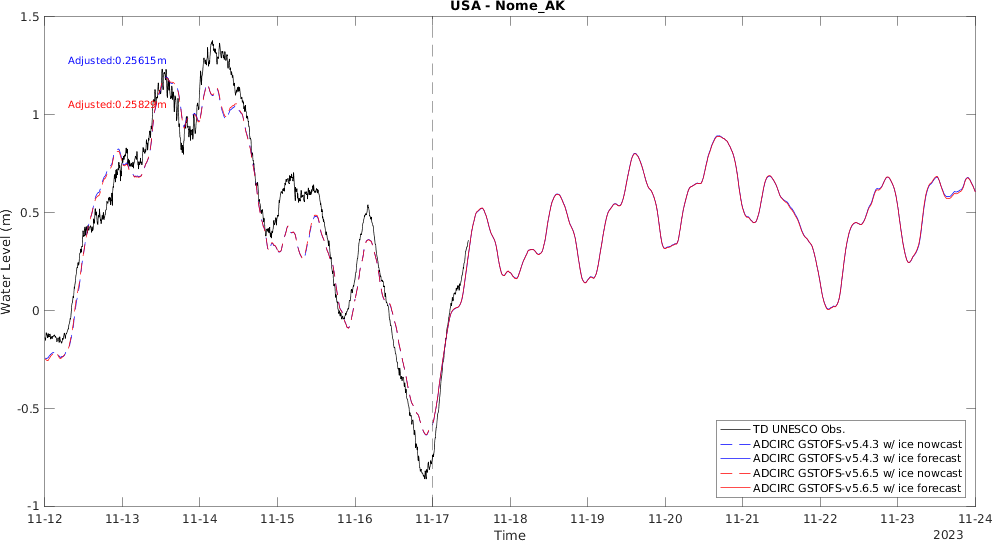 USA - Nome_AK
1.5
1
0.5
0
-0.5
-1
Water Level (m)
Adjusted:0.25615m
Adjusted:0.25829m
TD UNESCO Obs.
ADCIRC GSTOFS-v5.4.3 w/ ice nowcast
ADCIRC GSTOFS-v5.4.3 w/ ice forecast
ADCIRC GSTOFS-v5.6.5 w/ ice nowcast
ADCIRC GSTOFS-v5.6.5 w/ ice forecast
11-12 11-13 11-14 11-15 11-16 11-17 11-18 11-19 11-20 11-21 11-22 11-23 11-24
Time
2023